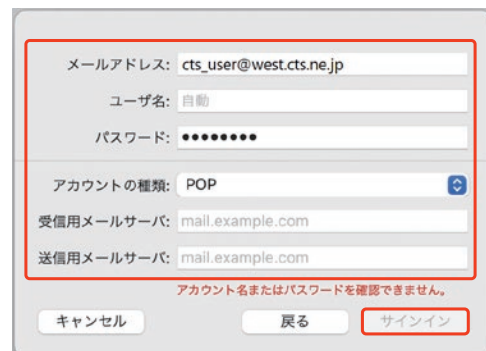 メールアドレス: cts_user@west.cts.ne.jp
ユーザ名: 自動
パスワード: ●●●●●●●●
アカウントの種類: POP
受信用メールサーバ: mail.example.com
送信用メールサーバ: mail.example.com
アカウント名またはパスワードを確認できません。
キャンセル 戻る サインイン